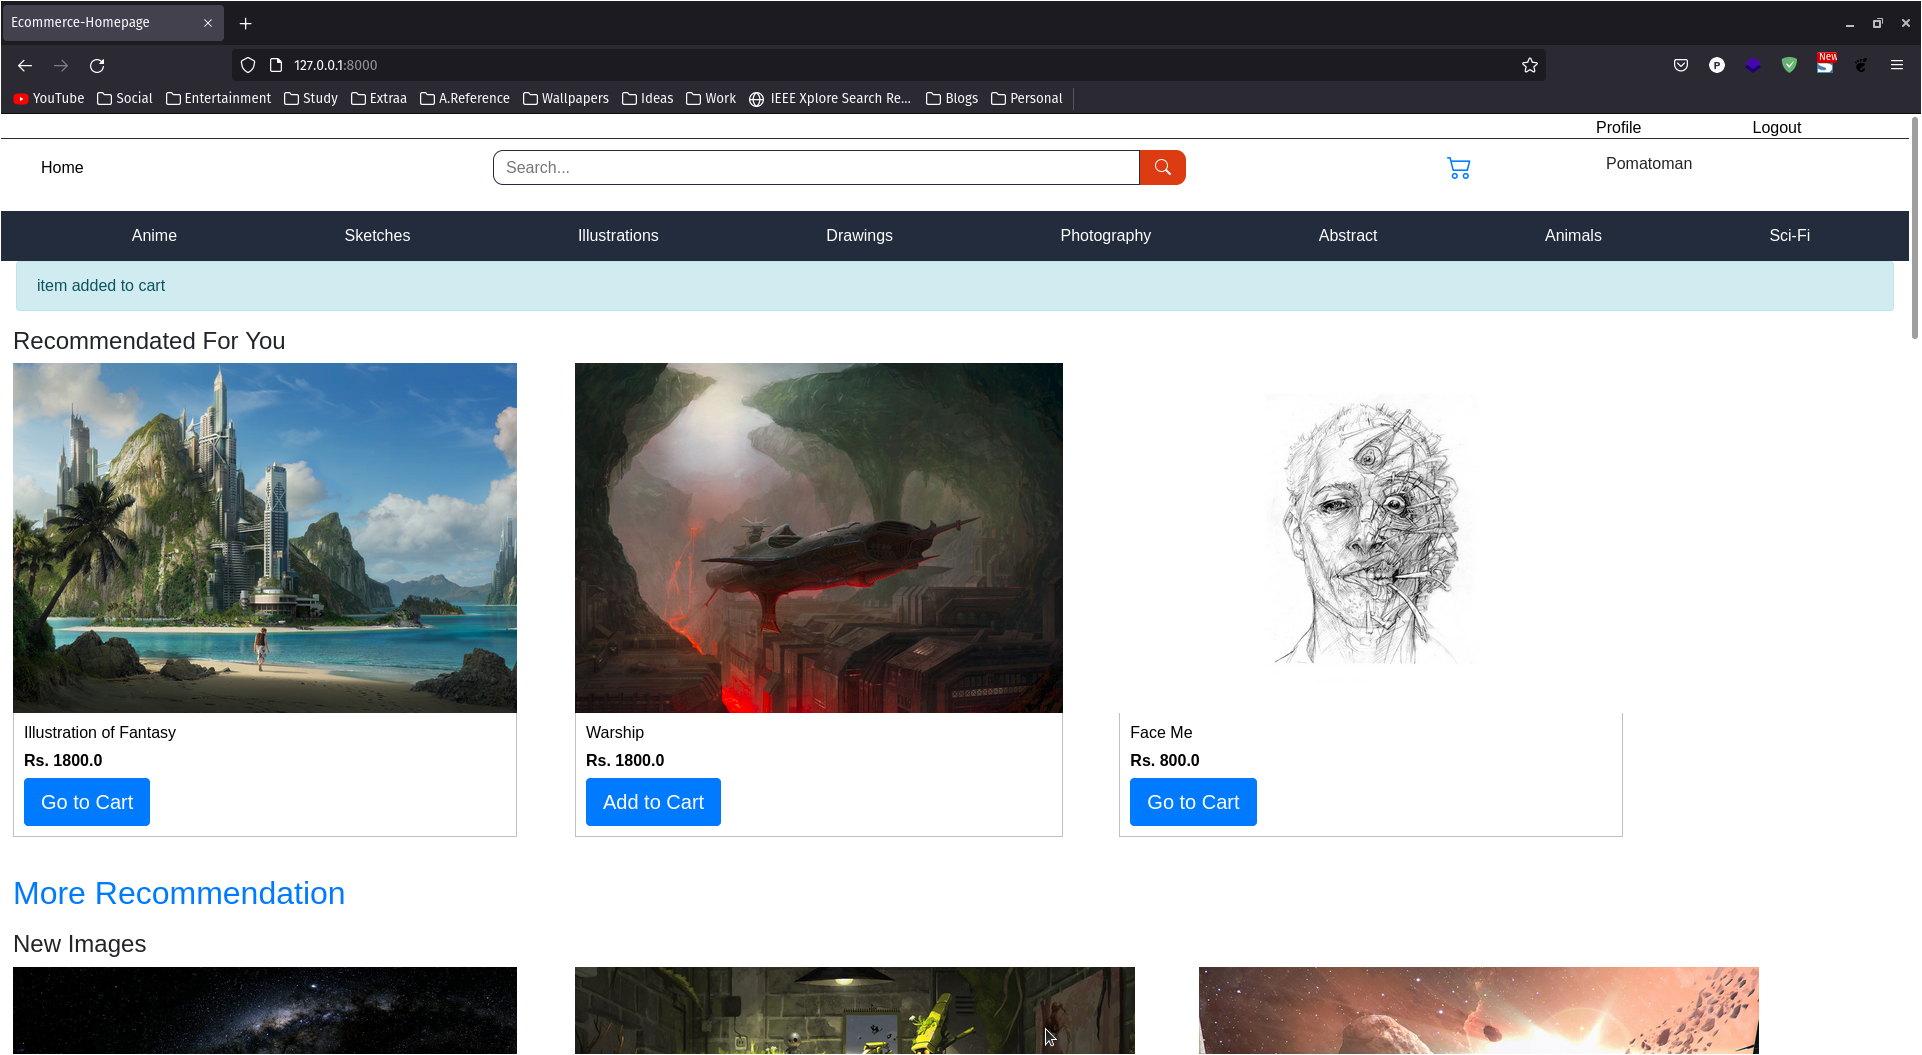 Ecommerce-Homepage
127.0.0.1:8000
New
YouTube Social Entertainment Study Extraa A.Reference Wallpapers Ideas Work IEEE Xplore Search Re... Blogs Personal
Profile Logout
Home Search... Pomatoman
Anime Sketches Illustrations Drawings Photography Abstract Animals Sci-Fi
item added to cart
Recommendated For You
Illustration of Fantasy
Rs. 1800.0
Go to Cart
Warship
Rs. 1800.0
Add to Cart
Face Me
Rs. 800.0
Go to Cart
More Recommendation
New Images